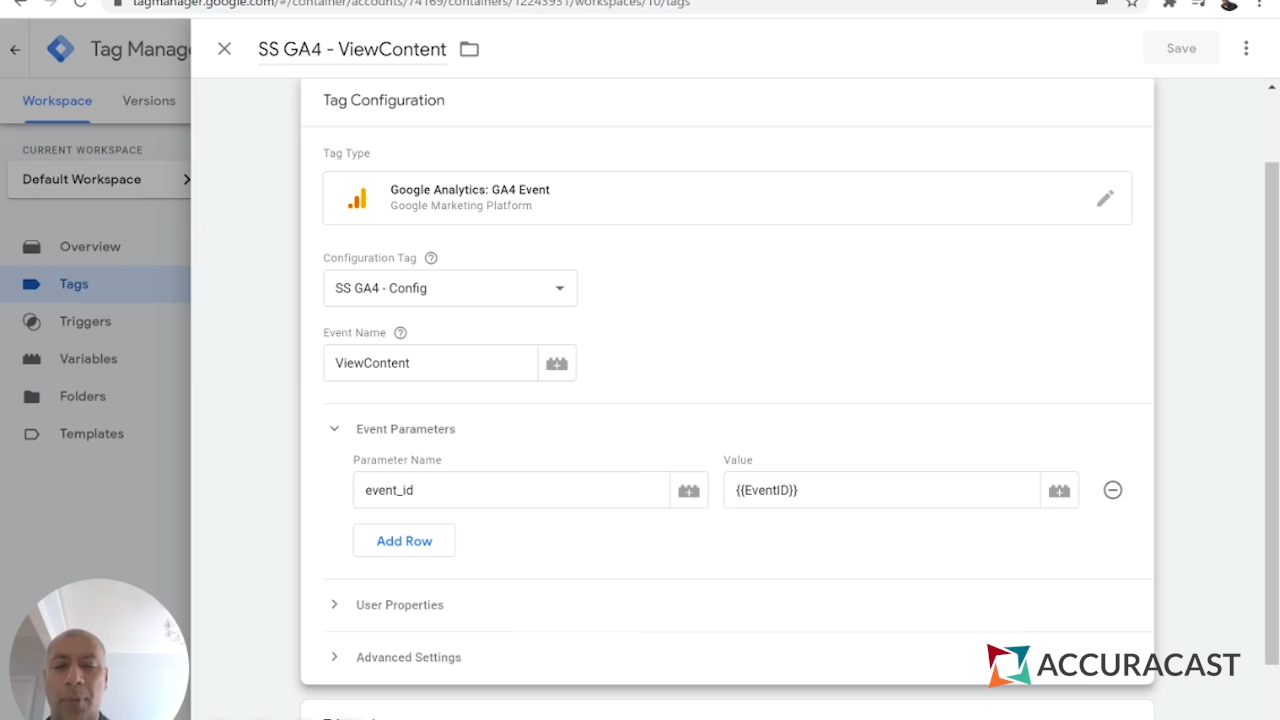 tagmanager.google.com/#/container/accounts/74169/containers/12243931/workspaces/10/tags
Tag Manage
SS GA4 - ViewContent
Save
Workspace
Versions
CURRENT WORKSPACE
Default Workspace
Overview
Tags
Triggers
Variables
Folders
Templates
Tag Configuration
Tag Type
Google Analytics: GA4 Event
Google Marketing Platform
Configuration Tag
SS GA4 - Config
Event Name
ViewContent
Event Parameters
Parameter Name
Value
event_id
{{EventID}}
Add Row
User Properties
Advanced Settings
ACCURACAST